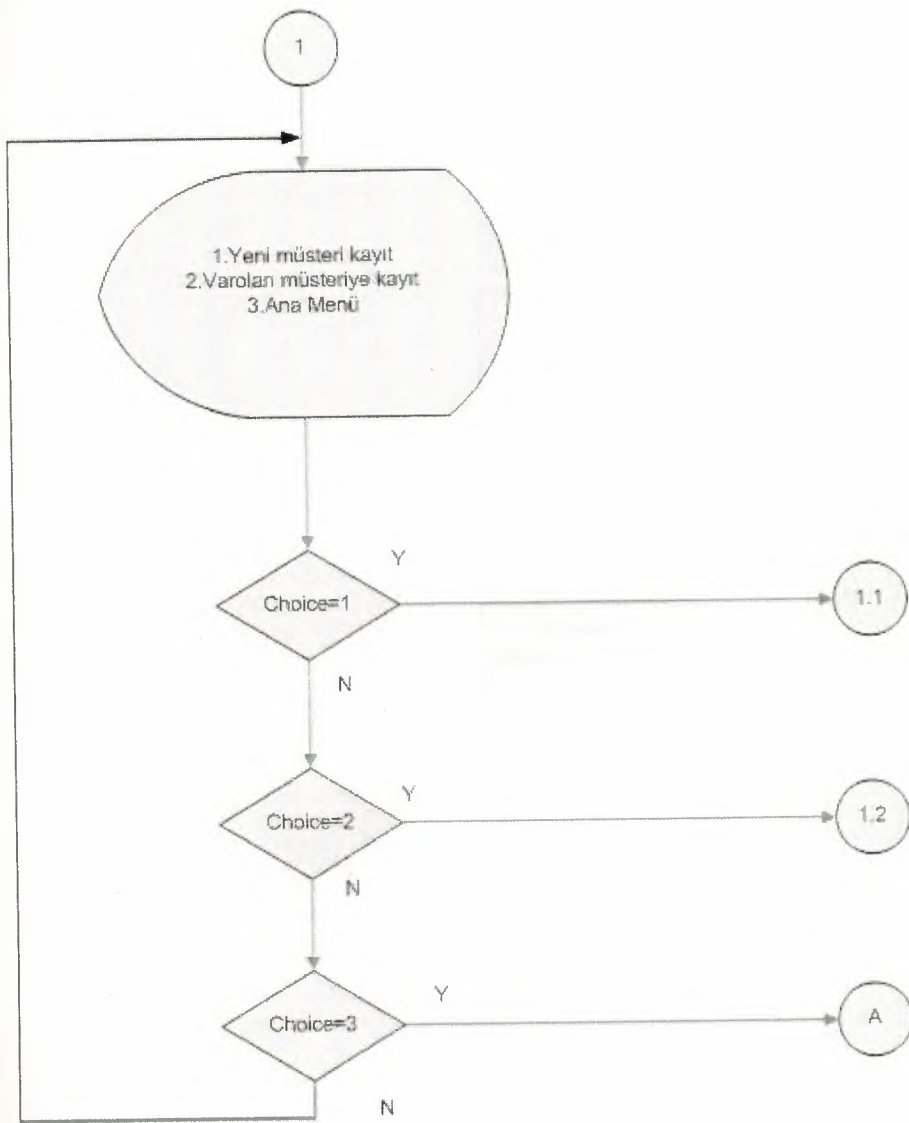 1
1.Yeni müsteri kayıt
2.Varolan müsteriye kayıt
3.Ana Menü
Y
Choice=1
1.1
N
Y
Choice=2
1.2
N
Y
Choice=3
A
N